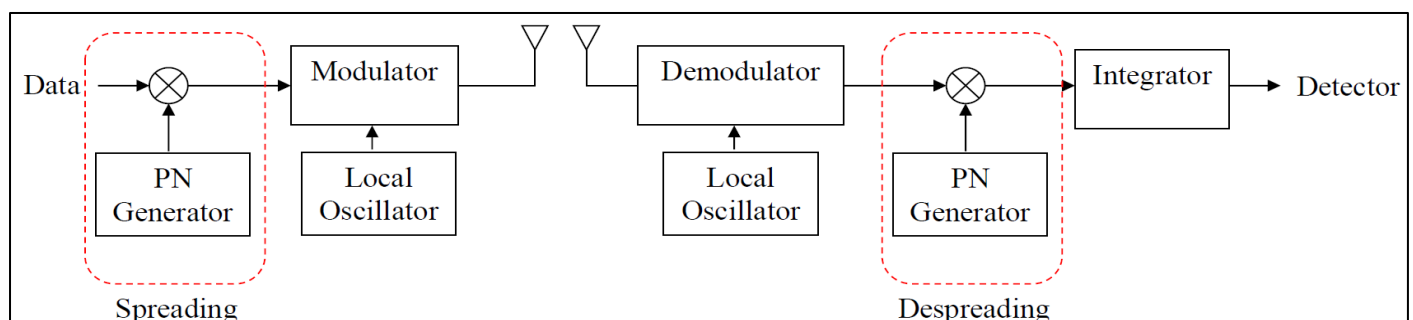 Data
Modulator
Demodulator
Integrator
Detector
PN
Generator
Local
Oscillator
Local
Oscillator
PN
Generator
Spreading
Despreading